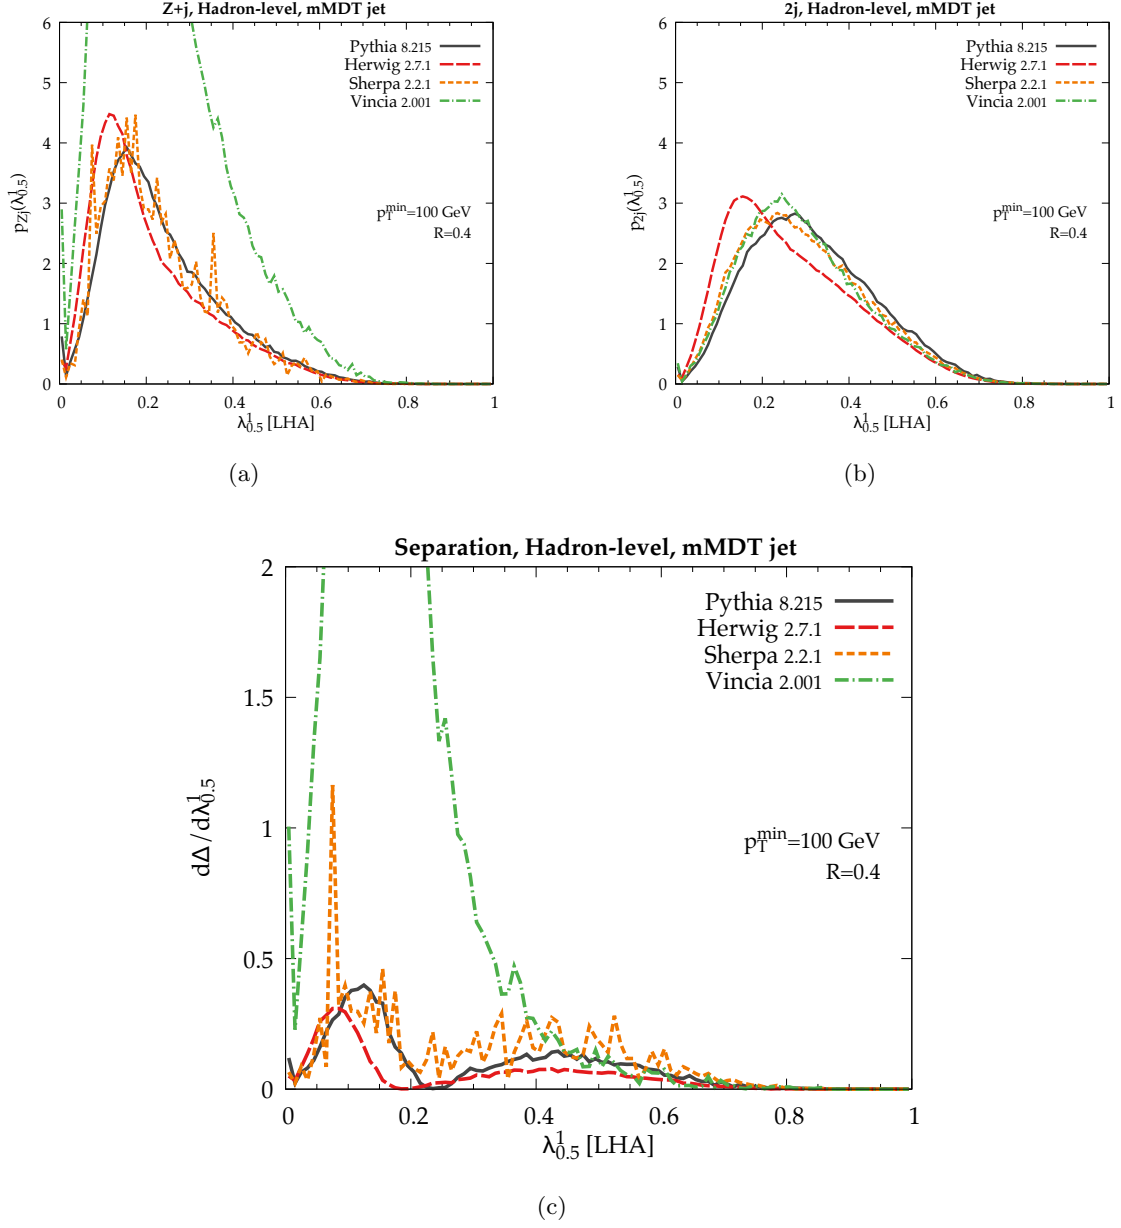 Z+j, Hadron-level, mMDT jet
p_Zj(λ^1_0.5)
6
5
4
3
2
1
0
Pythia 8.215
Herwig 2.7.1
Sherpa 2.2.1
Vincia 2.001
p_T^min=100 GeV
R=0.4
0 0.2 0.4 0.6 0.8 1
λ^1_0.5 [LHA]
(a)
2j, Hadron-level, mMDT jet
p_2j(λ^1_0.5)
6
5
4
3
2
1
0
Pythia 8.215
Herwig 2.7.1
Sherpa 2.2.1
Vincia 2.001
p_T^min=100 GeV
R=0.4
0 0.2 0.4 0.6 0.8 1
λ^1_0.5 [LHA]
(b)
Separation, Hadron-level, mMDT jet
dΔ/dλ^1_0.5
2
1.5
1
0.5
0
Pythia 8.215
Herwig 2.7.1
Sherpa 2.2.1
Vincia 2.001
p_T^min=100 GeV
R=0.4
0 0.2 0.4 0.6 0.8 1
λ^1_0.5 [LHA]
(c)